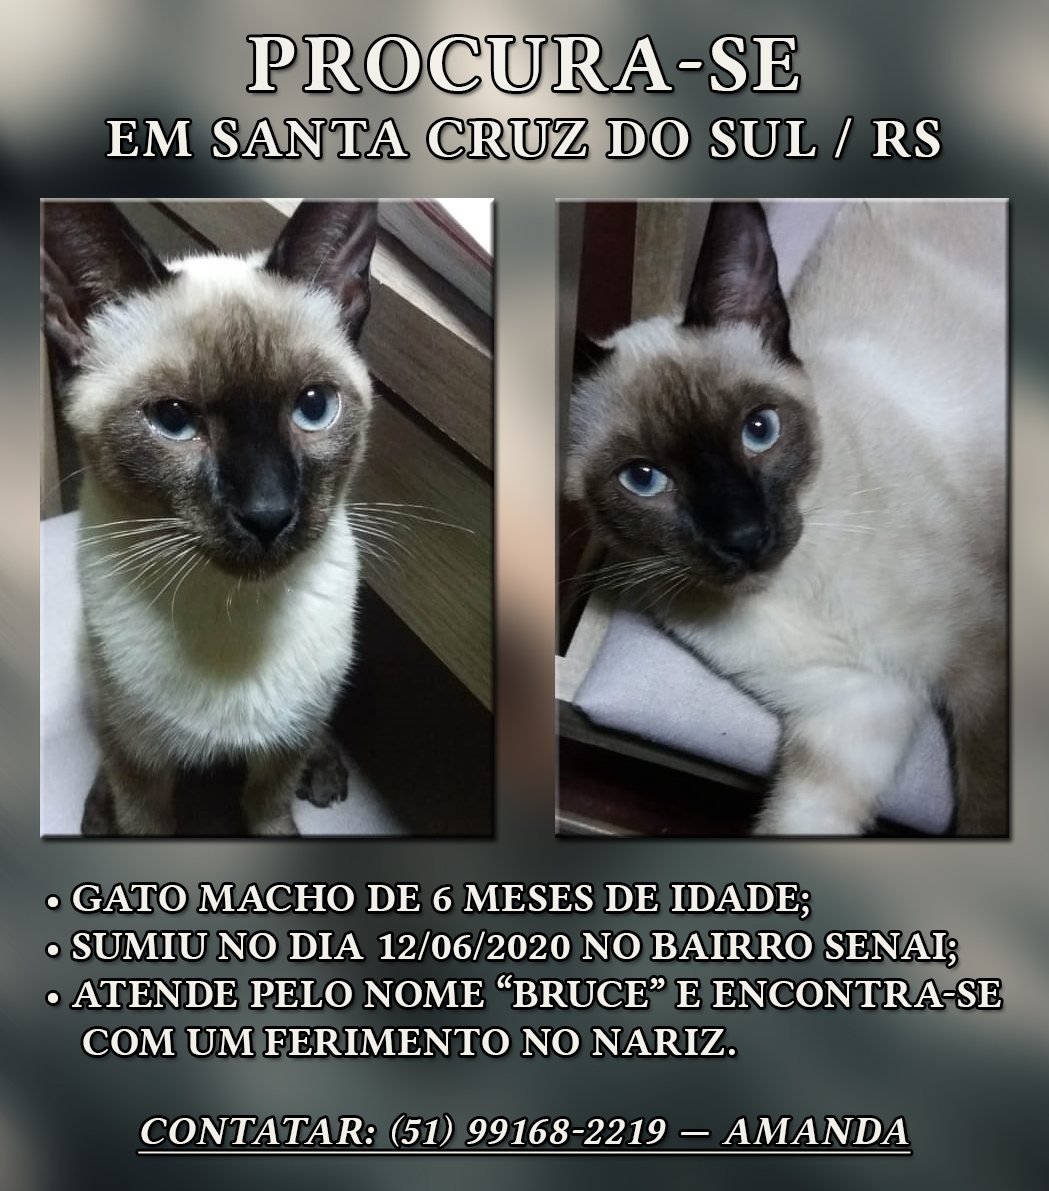 PROCURA-SE
EM SANTA CRUZ DO SUL / RS
• GATO MACHO DE 6 MESES DE IDADE;
• SUMIU NO DIA 12/06/2020 NO BAIRRO SENAI;
• ATENDE PELO NOME “BRUCE” E ENCONTRA-SE
COM UM FERIMENTO NO NARIZ.
CONTATAR: (51) 99168-2219 — AMANDA